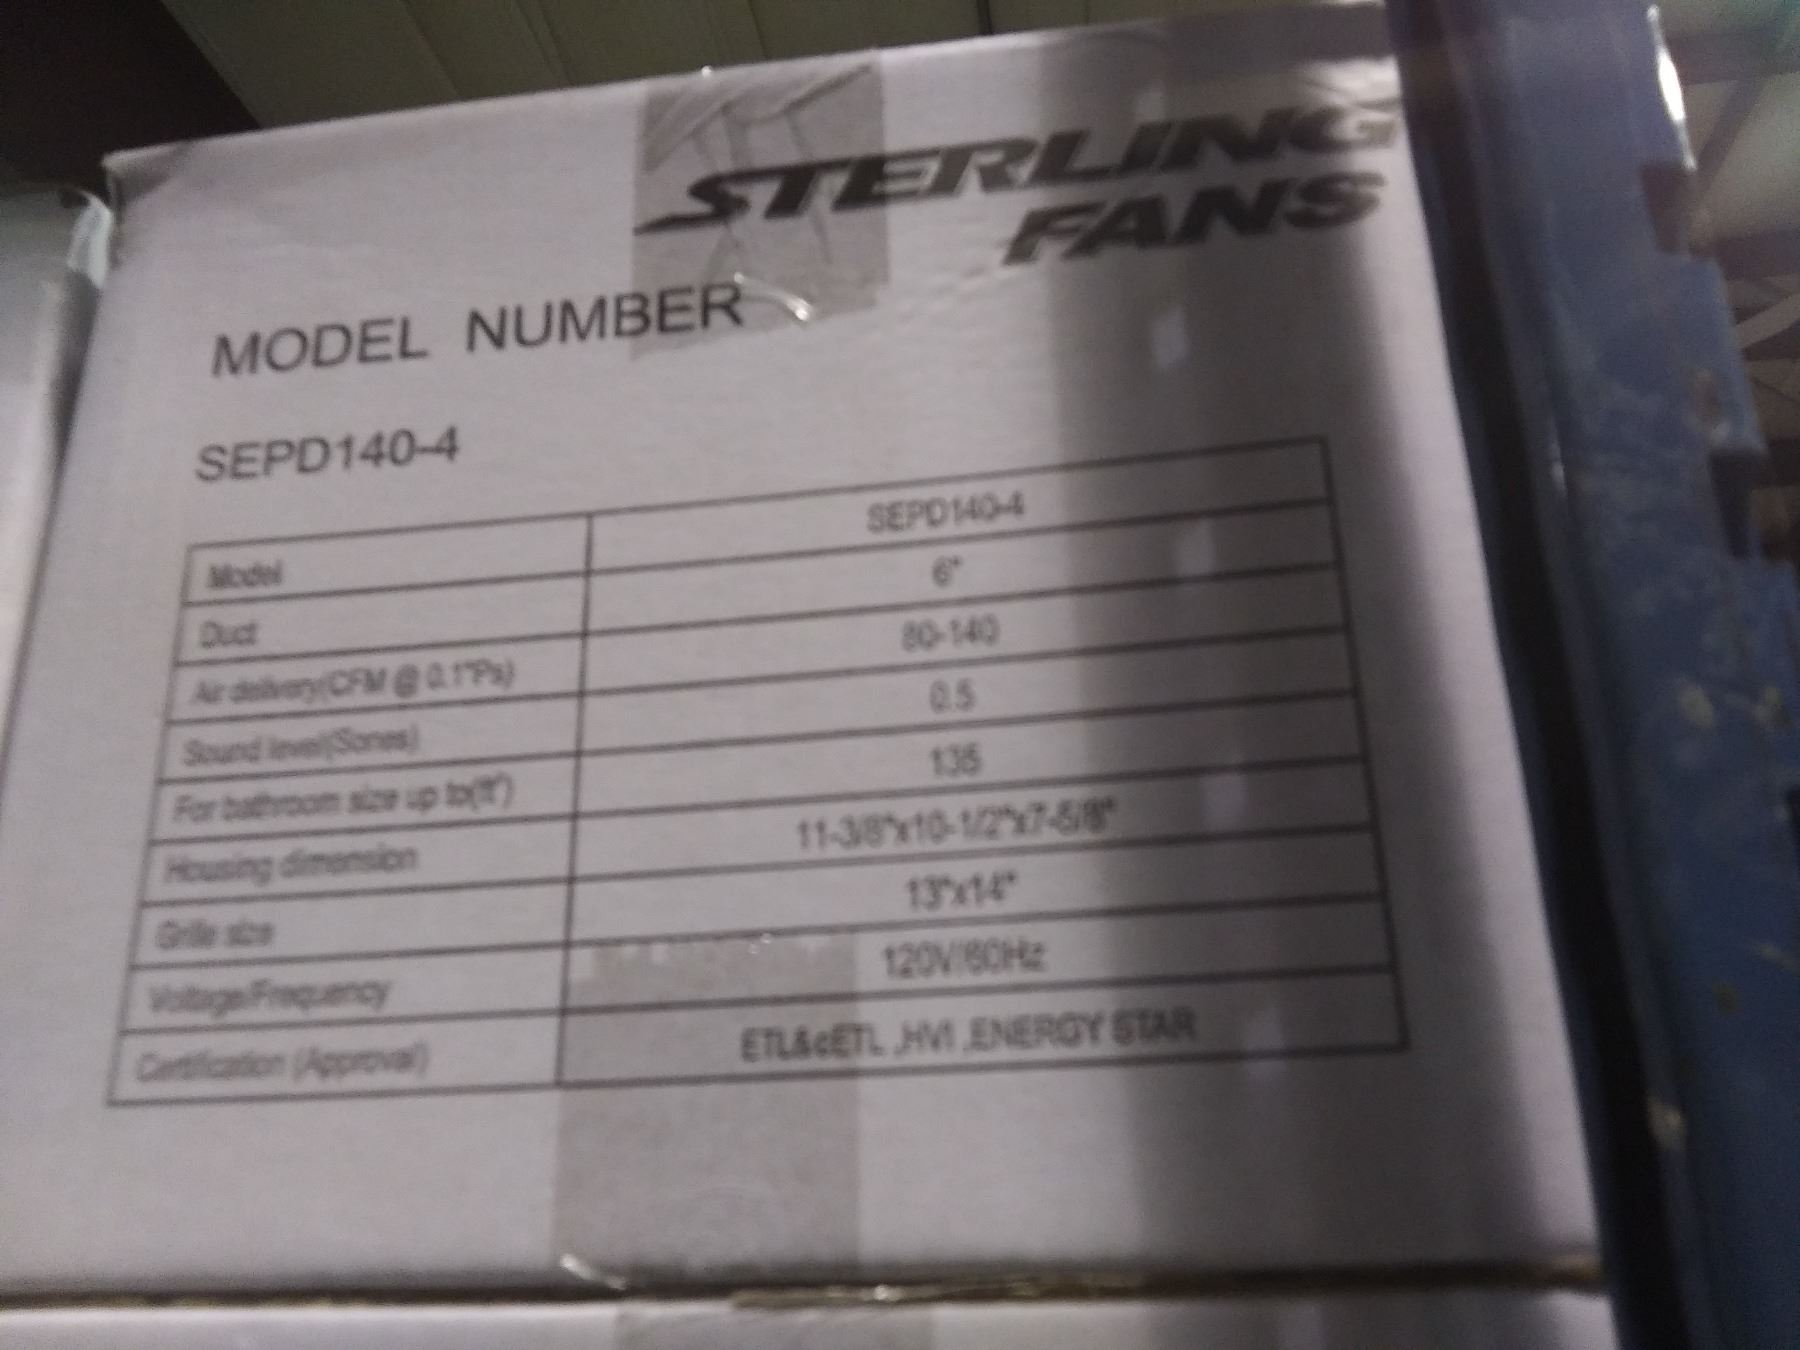 STERLING
FANS
MODEL NUMBER
SEPD140-4
Model SEPD140-4
Duct 6"
Air delivery(CFM @ 0.1"Ps) 80-140
Sound level(Sones) 0.5
For bathroom size up to(ft²) 135
Housing dimension 11-3/8"x10-1/2"x7-5/8"
Grille size 13"x14"
Voltage/Frequency 120V/60Hz
Certification (Approval) ETL&cETL ,HVI ,ENERGY STAR